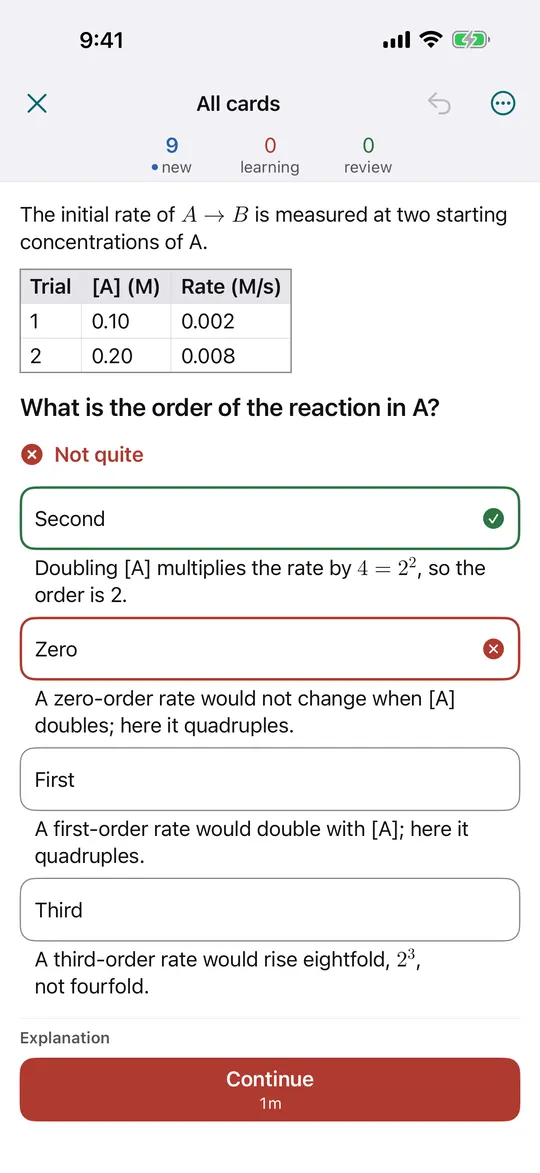 9:41
All cards
9 0 0
new learning review
The initial rate of A → B is measured at two starting
concentrations of A.
Trial [A] (M) Rate (M/s)
1 0.10 0.002
2 0.20 0.008
What is the order of the reaction in A?
Not quite
Second
Doubling [A] multiplies the rate by 4 = 2², so the
order is 2.
Zero
A zero-order rate would not change when [A]
doubles; here it quadruples.
First
A first-order rate would double with [A]; here it
quadruples.
Third
A third-order rate would rise eightfold, 2³,
not fourfold.
Explanation
Continue
1m